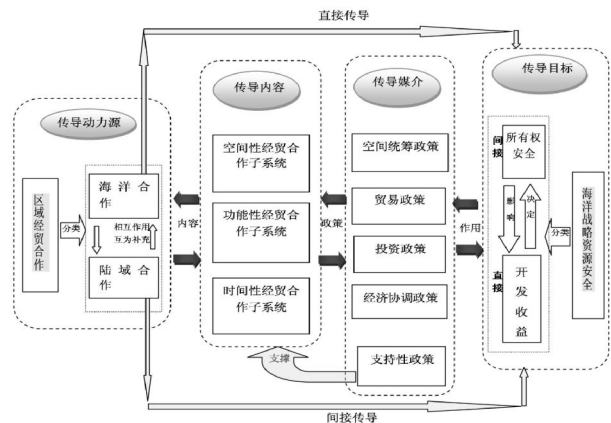 直接传导
传导动力源
传导内容
传导媒介
传导目标
区域经贸合作
分类
海洋合
作
相互作用
互为补充
陆域合
作
内容
空间性经贸合
作子系统
功能性经贸合
作子系统
时间性经贸合
作子系统
政策
空间统筹政策
贸易政策
投资政策
经济协调政策
支持性政策
支撑
作用
间接
所有权
安全
影响
决定
直接
开
发
收
益
分类
海洋战略资源安全
间接传导